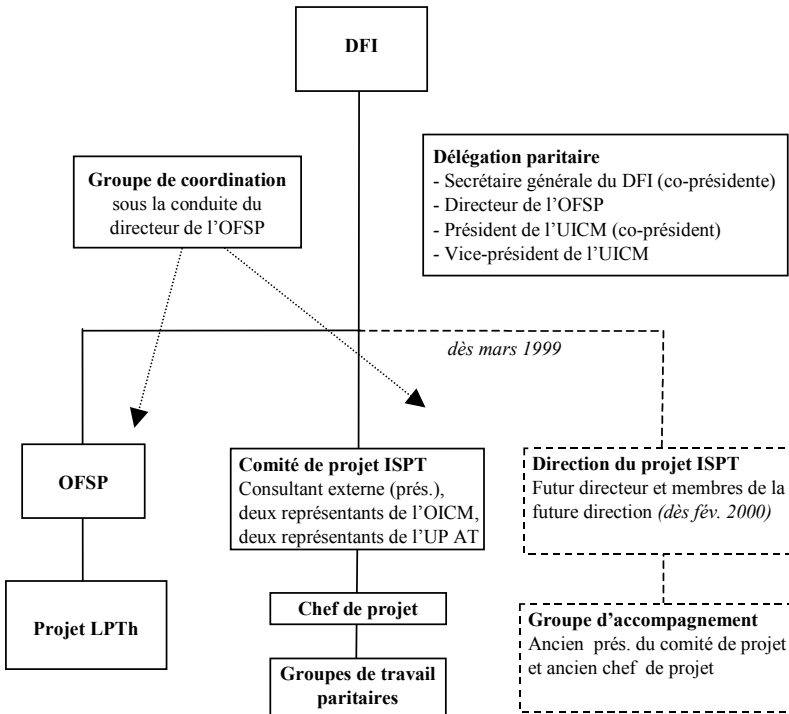 DFI
Groupe de coordination
sous la conduite du
directeur de l’OFSP
Délégation paritaire
- Secrétaire générale du DFI (co-présidente)
- Directeur de l’OFSP
- Président de l’UICM (co-président)
- Vice-président de l’UICM
dès mars 1999
OFSP
Comité de projet ISPT
Consultant externe (prés.),
deux représentants de l’OICM,
deux représentants de l’UP AT
Direction du projet ISPT
Futur directeur et membres de la
future direction (dès fév. 2000)
Projet LPTh
Chef de projet
Groupes de travail
paritaires
Groupe d’accompagnement
Ancien prés. du comité de projet
et ancien chef de projet